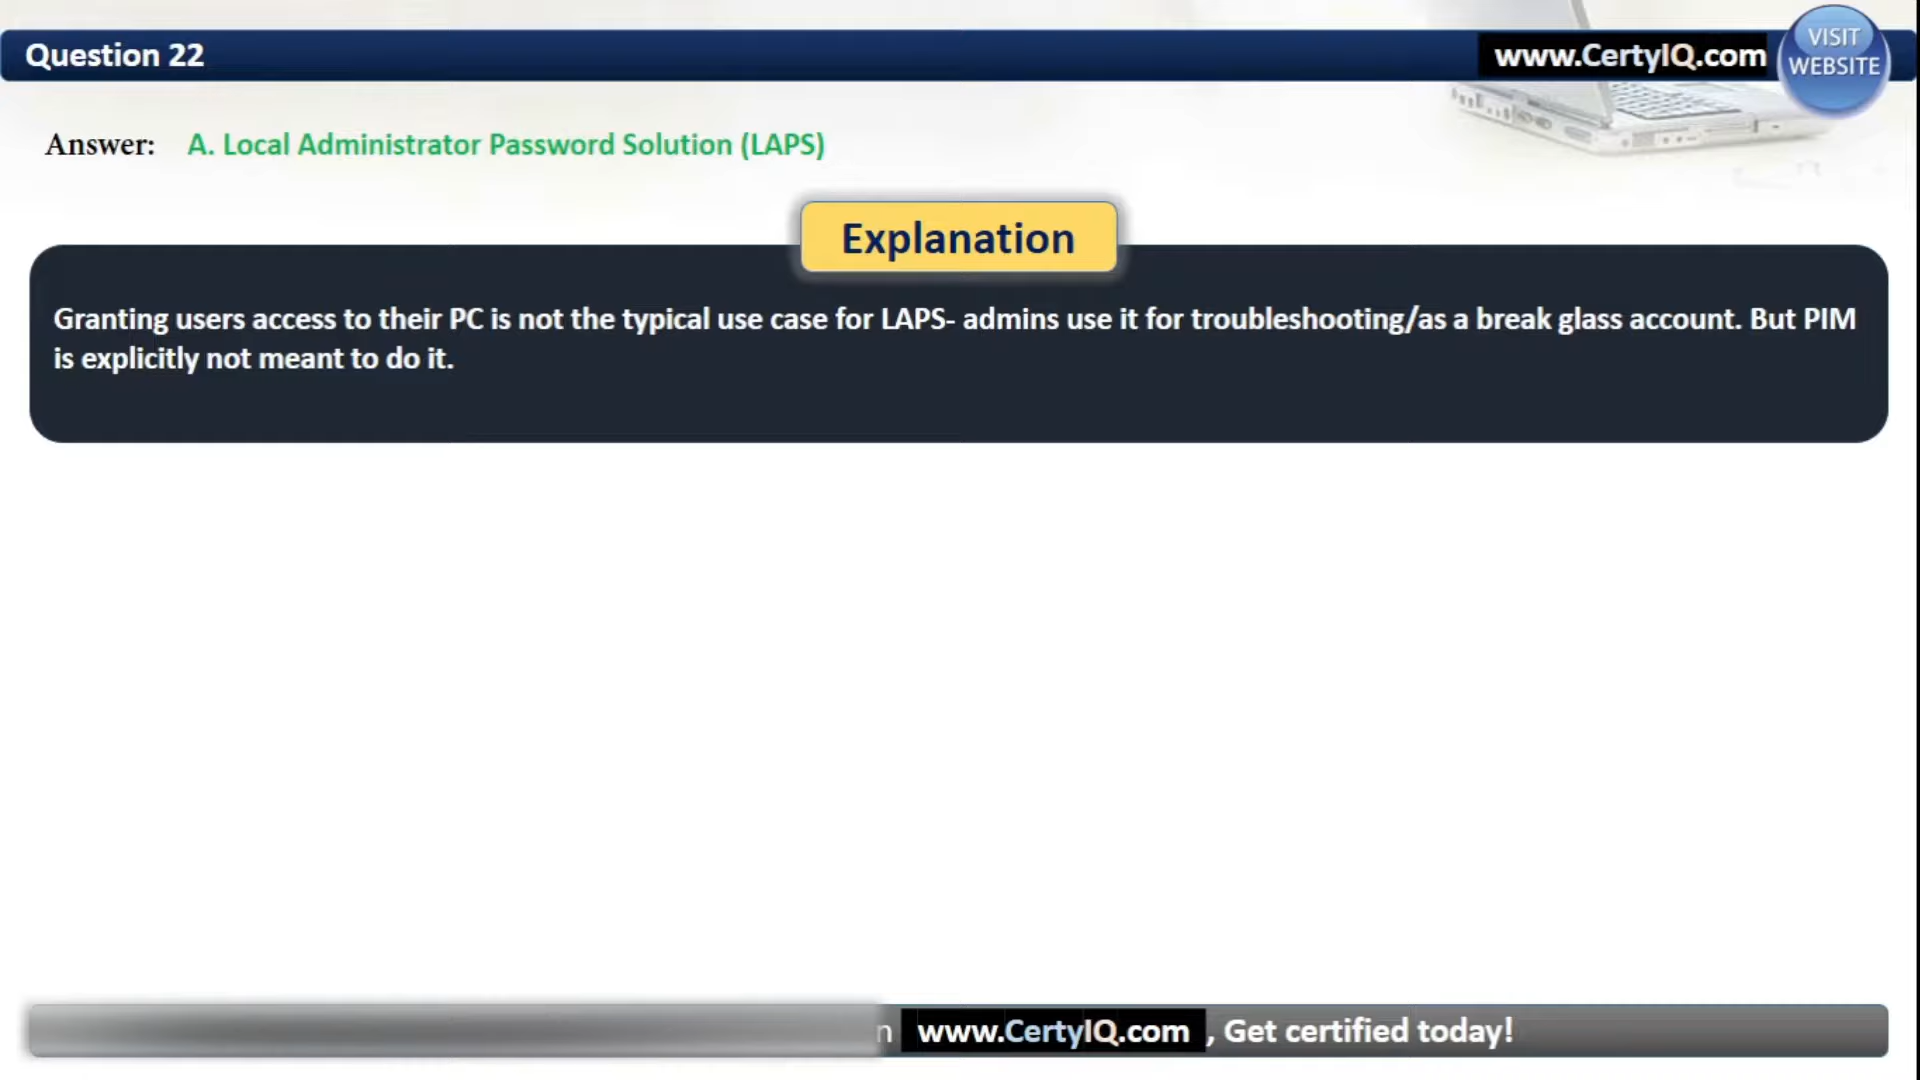 Question 22
www.CertyIQ.com
VISIT
WEBSITE
Answer: A. Local Administrator Password Solution (LAPS)
Explanation
Granting users access to their PC is not the typical use case for LAPS- admins use it for troubleshooting/as a break glass account. But PIM
is explicitly not meant to do it.
www.CertyIQ.com , Get certified today!